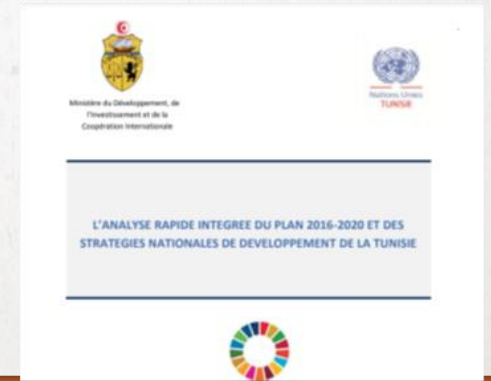 Ministère du Développement, de
l'Investissement et de la
Coopération Internationale
Nations Unies
TUNISIE
L'ANALYSE RAPIDE INTEGREE DU PLAN 2016-2020 ET DES
STRATEGIES NATIONALES DE DEVELOPPEMENT DE LA TUNISIE